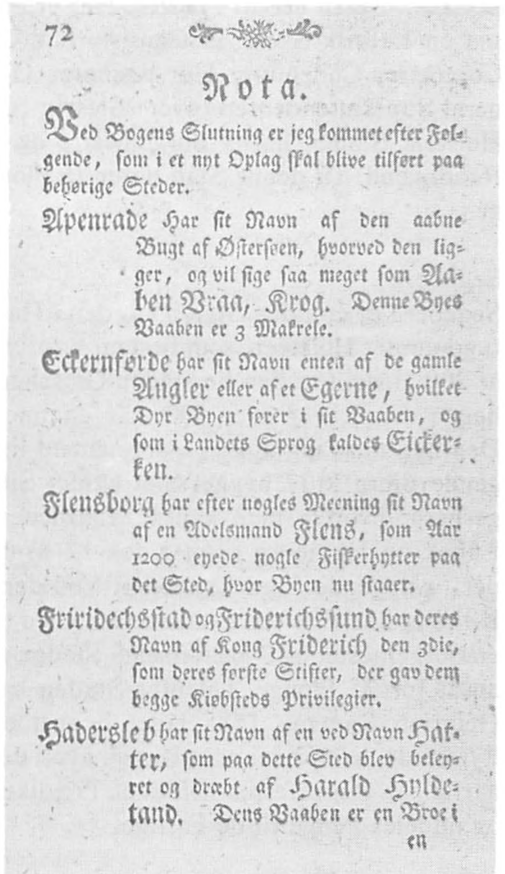 72
Nota.
Ved Bogens Slutning er jeg kommet efter Føl-
gende, som i et nyt Oplag skal blive tilført paa
behørige Steder.
Apenrade Har sit Navn af den aabne
Bugt af Østersøen, hvorved den lig-
ger, og vil sige saa meget som Aa-
ben Vraa, Krog. Denne Byes
Vaaben er 3 Makrele.
Eckernførde har sit Navn enten af de gamle
Angler eller af et Egerne, hvilket
Dyr Byen fører i sit Vaaben, og
som i Landets Sprog kaldes Eicker-
ken.
Flensborg har efter nogles Meening sit Navn
af en Adelsmand Flens, som Aar
1200 eyede nogle Fiskerhytter paa
det Sted, hvor Byen nu staaer.
Friridechsstad og Friderichssund har deres
Navn af Kong Friderich den 3die,
som deres første Stifter, der gav dem
begge Kiøbsteds Privilegier.
Hadersleb har sit Navn af en ved Navn Hat-
ter, som paa dette Sted blev beley-
ret og dræbt af Harald Hylde-
tand. Dens Vaaben er en Broe i
en